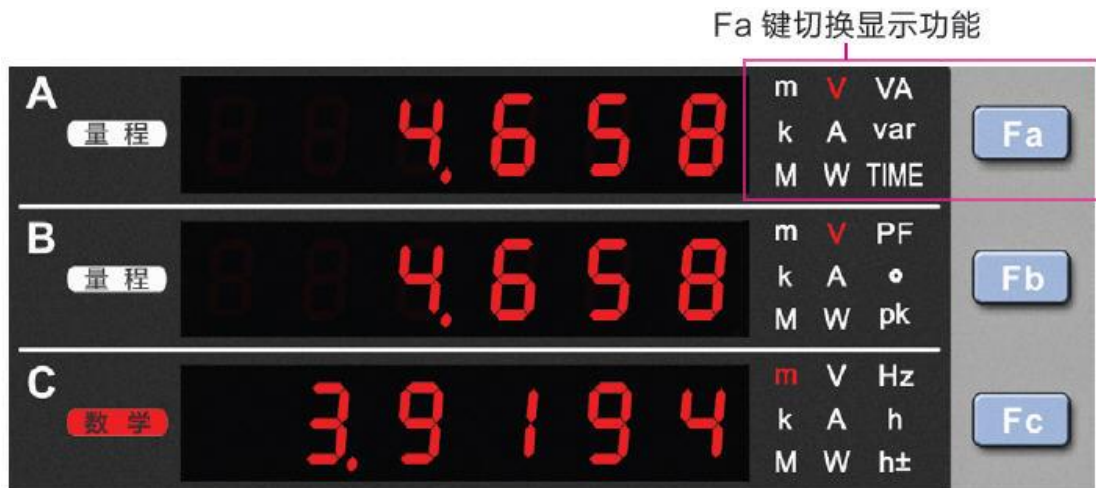 Fa 键切换显示功能
A
量程
4.658
m V VA
k A var
M W TIME
Fa
B
量程
4.658
m V PF
k A °
M W pk
Fb
C
数学
3.9194
m V Hz
k A h
M W h±
Fc